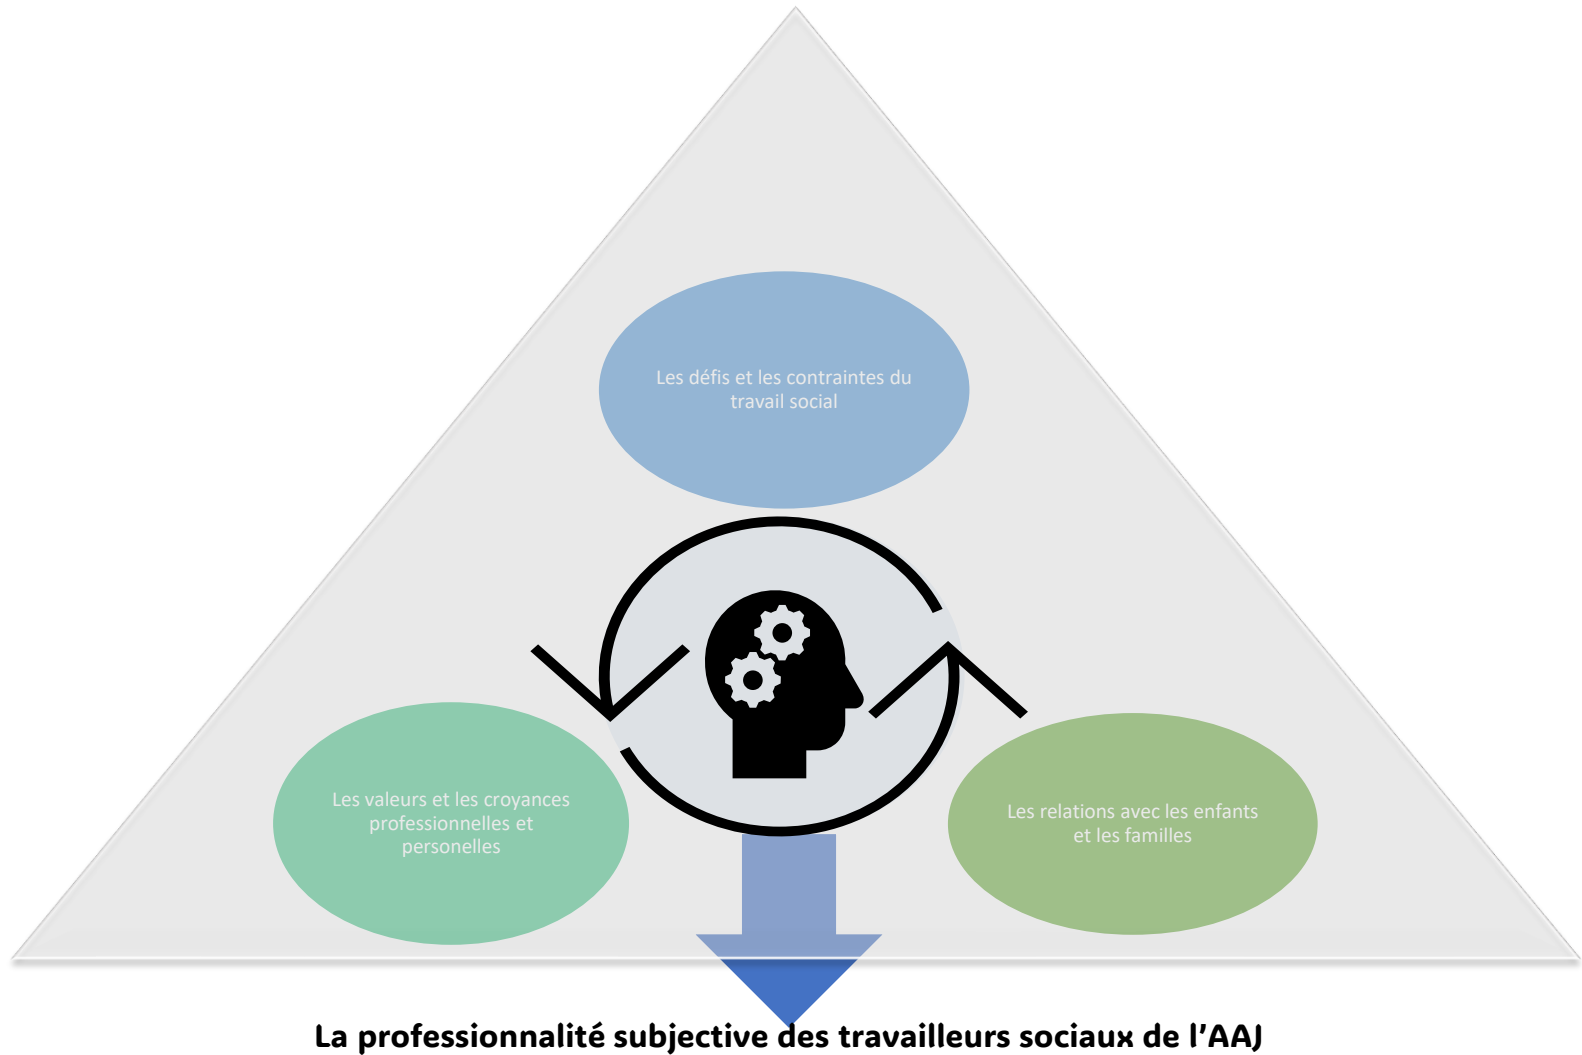 Les défis et les contraintes du
travail social
Les valeurs et les croyances
professionnelles et
personelles
Les relations avec les enfants
et les familles
La professionnalité subjective des travailleurs sociaux de l'AAJ